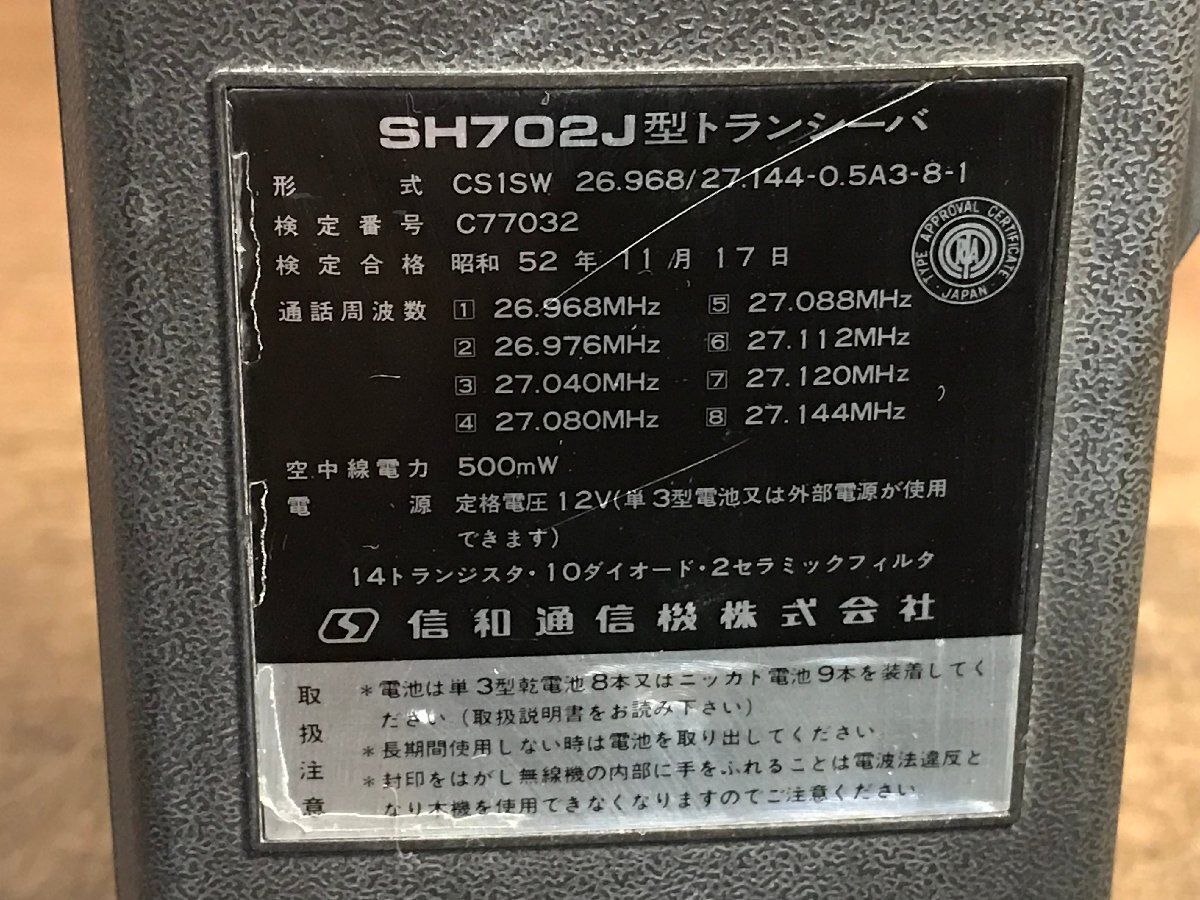 SH702J型トランシーバ
形式 CS1SW 26.968/27.144-0.5A3-8-1
検定番号 C77032
検定合格 昭和 52 年 11 月 17 日
TYPE APPROVAL CERTIFICATE
JAPAN
通話周波数 1 26.968MHz 5 27.088MHz
2 26.976MHz 6 27.112MHz
3 27.040MHz 7 27.120MHz
4 27.080MHz 8 27.144MHz
空中線電力 500mW
電源 定格電圧 12V(単3型電池又は外部電源が使用
できます)
14トランジスタ・10ダイオード・2セラミックフィルタ
信和通信機株式会社
取扱注意
*電池は単3型乾電池8本又はニッカト電池9本を装着してく
ださい(取扱説明書をお読み下さい)
*長期間使用しない時は電池を取り出してください
*封印をはがし無線機の内部に手をふれることは電波法違反と
なり本機を使用できなくなりますのでご注意ください